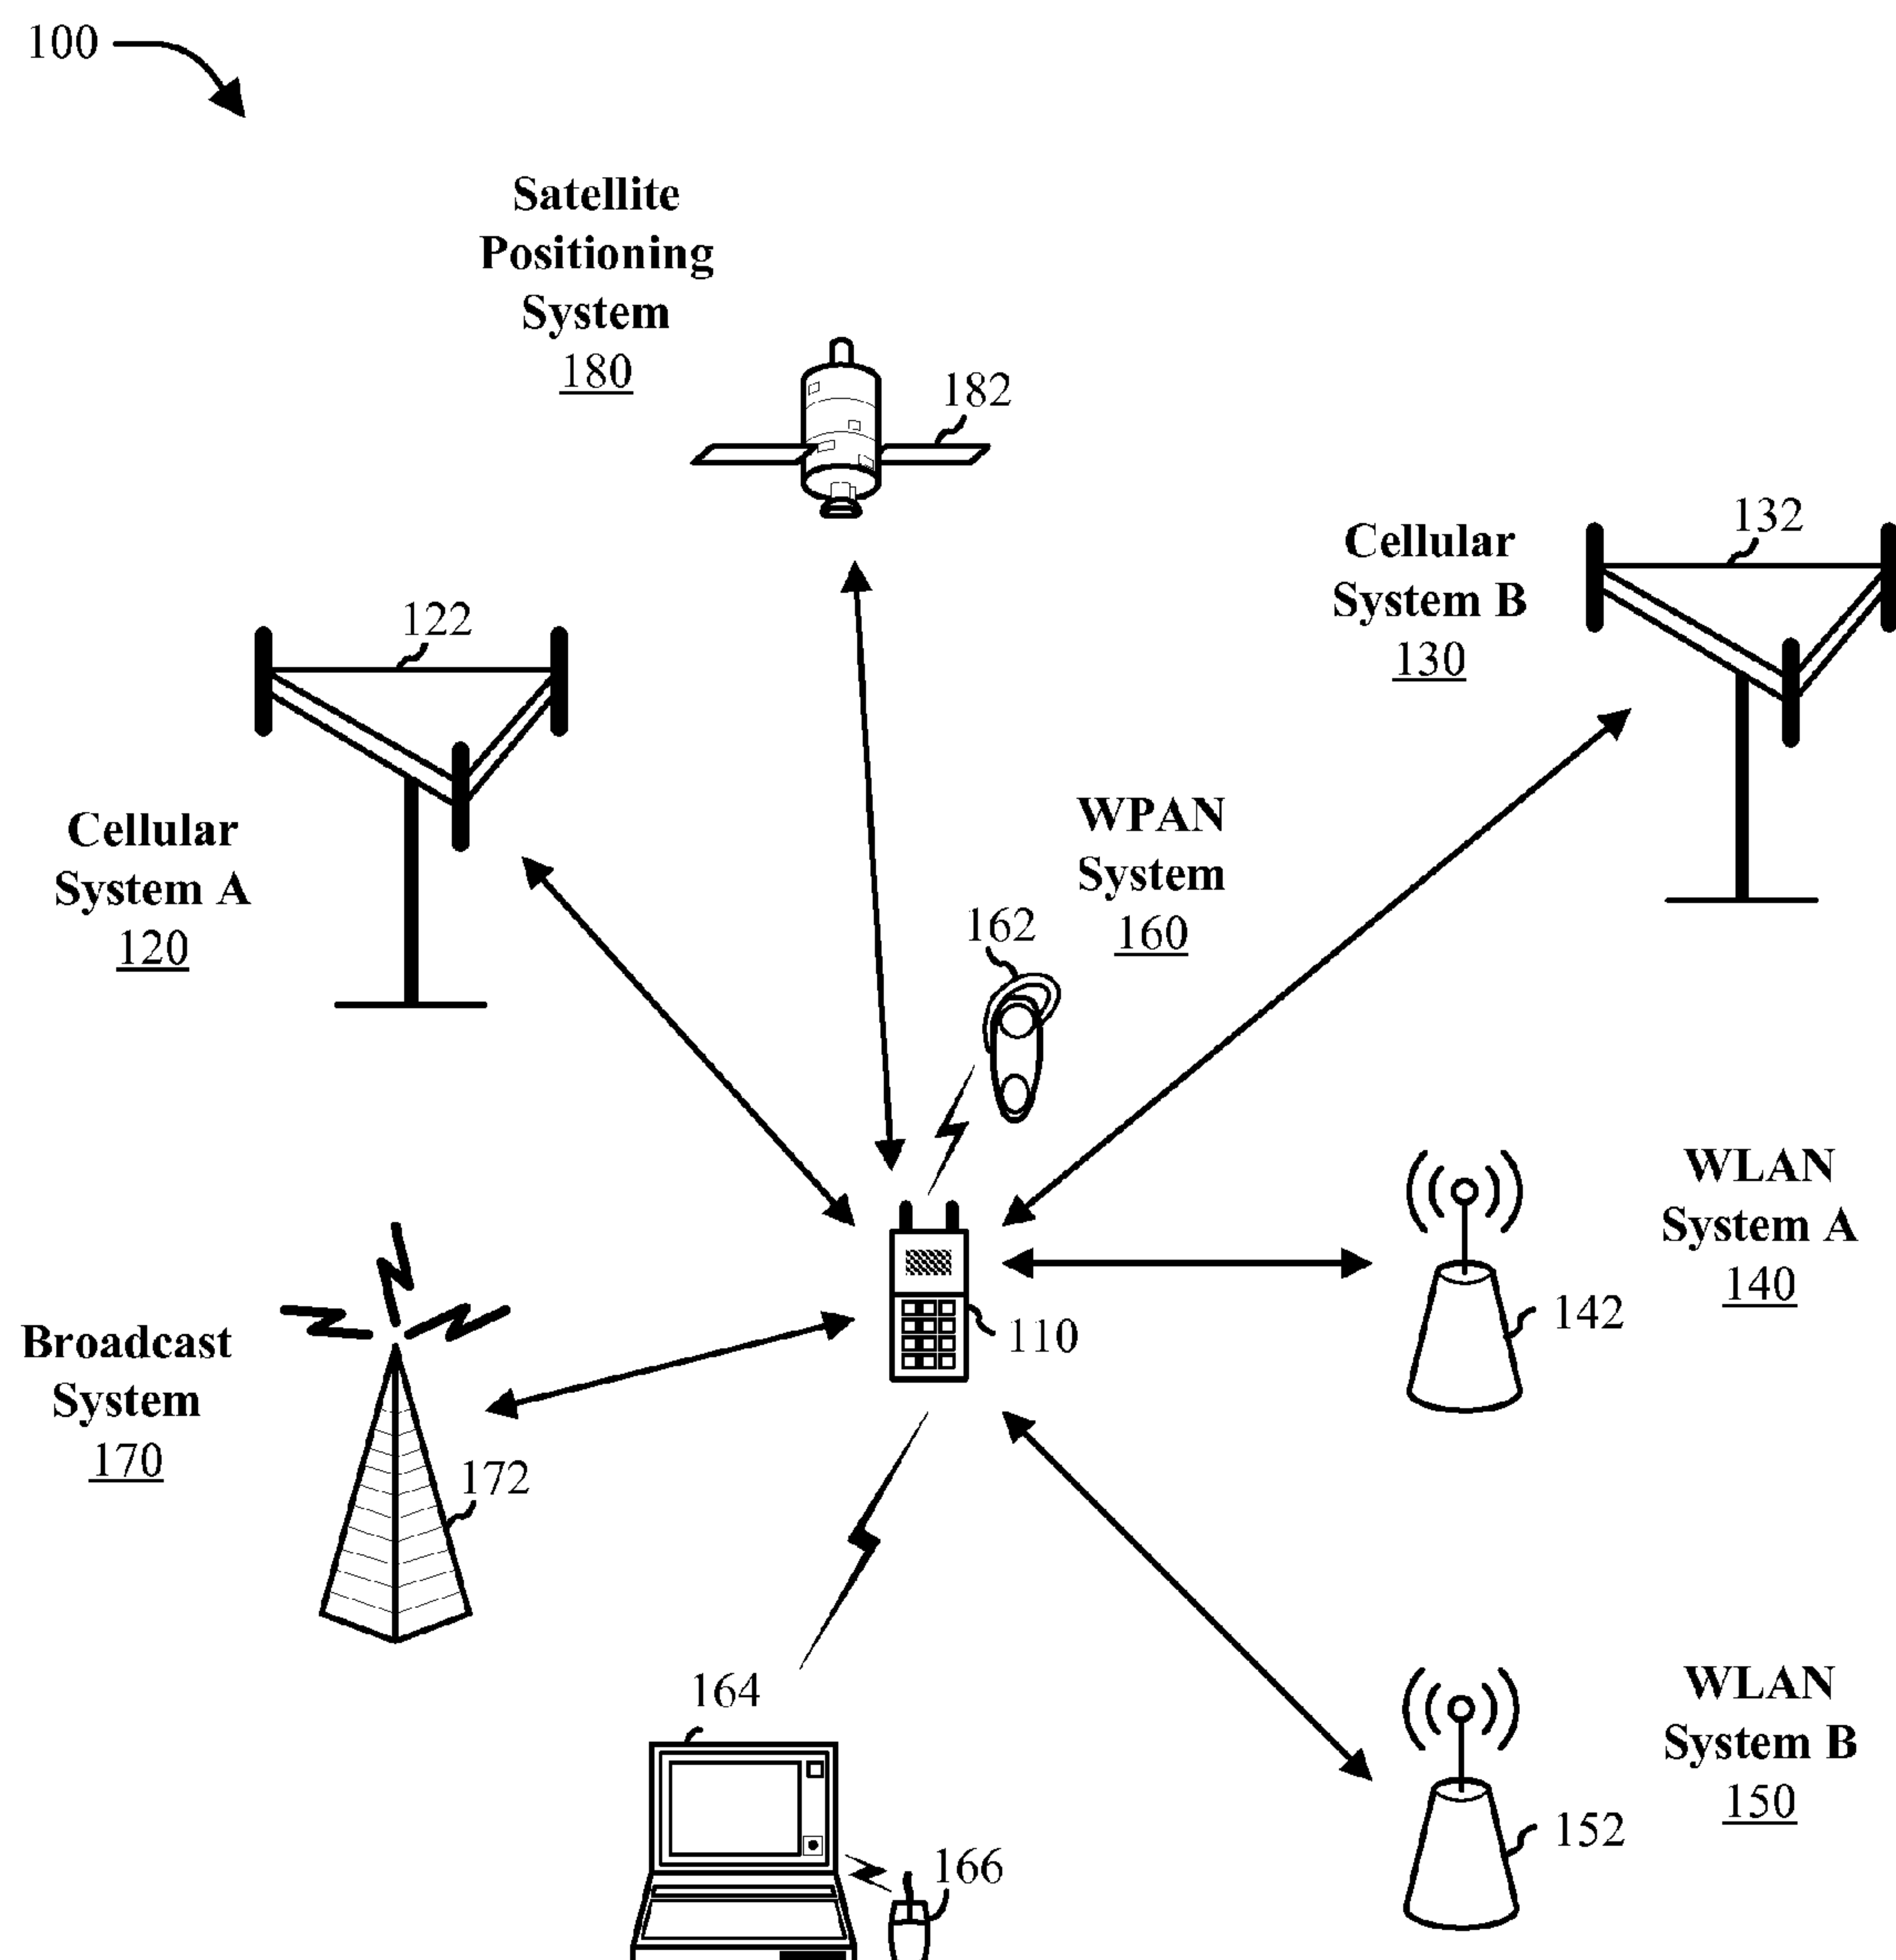 100
Satellite
Positioning
System
180
182
132
Cellular
System B
130
122
Cellular
System A
120
WPAN
System
160
162
WLAN
System A
140
142
110
Broadcast
System
170
172
164
166
WLAN
System B
150
152